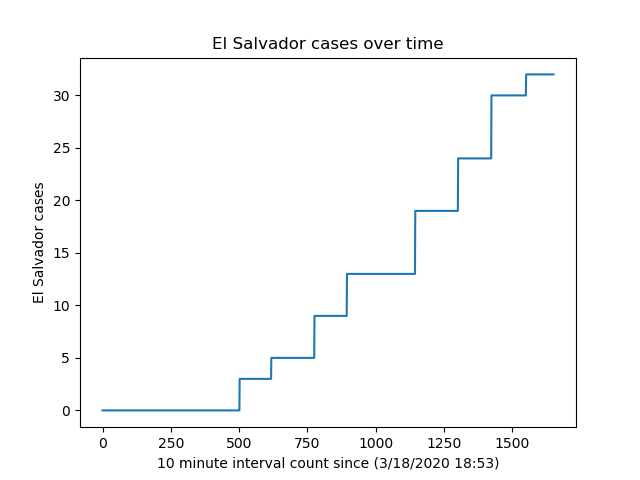 El Salvador cases over time
El Salvador cases
30
25
20
15
10
5
0
0 250 500 750 1000 1250 1500
10 minute interval count since (3/18/2020 18:53)